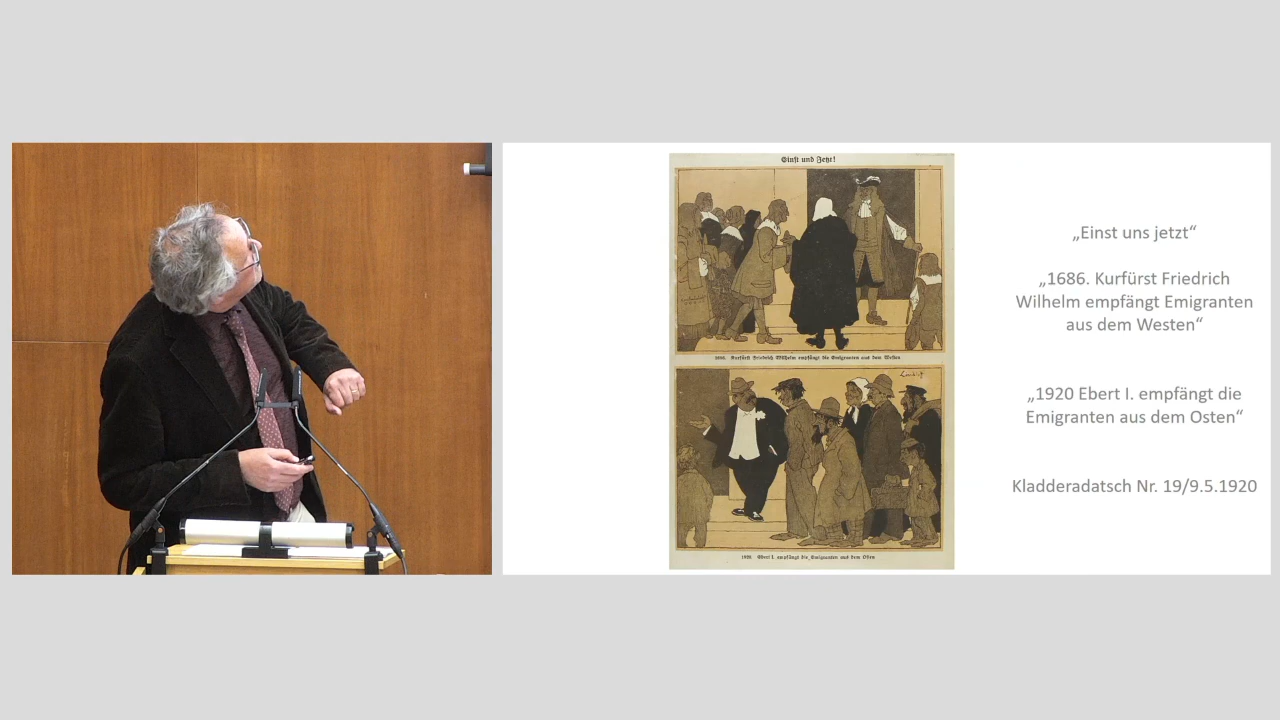 Einst und Jetzt!
1686. Kurfürst Friedrich Wilhelm empfängt die Emigranten aus dem Westen
1920. Ebert I. empfängt die Emigranten aus dem Osten
„Einst uns jetzt“
„1686. Kurfürst Friedrich
Wilhelm empfängt Emigranten
aus dem Westen“
„1920 Ebert I. empfängt die
Emigranten aus dem Osten“
Kladderadatsch Nr. 19/9.5.1920